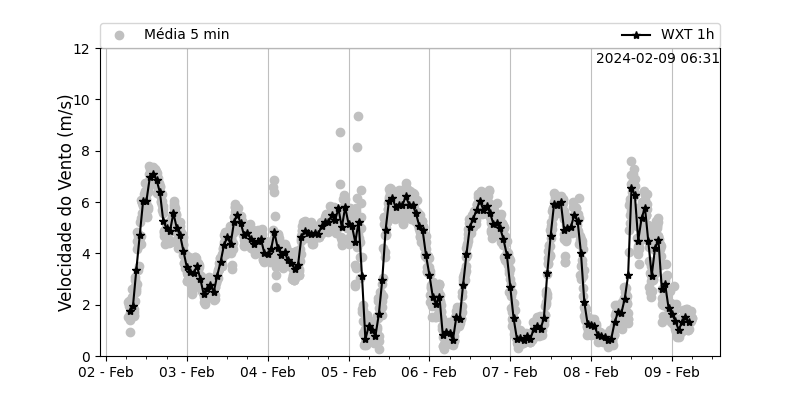 Média 5 min
WXT 1h
2024-02-09 06:31
Velocidade do Vento (m/s)
12
10
8
6
4
2
0
02 - Feb
03 - Feb
04 - Feb
05 - Feb
06 - Feb
07 - Feb
08 - Feb
09 - Feb